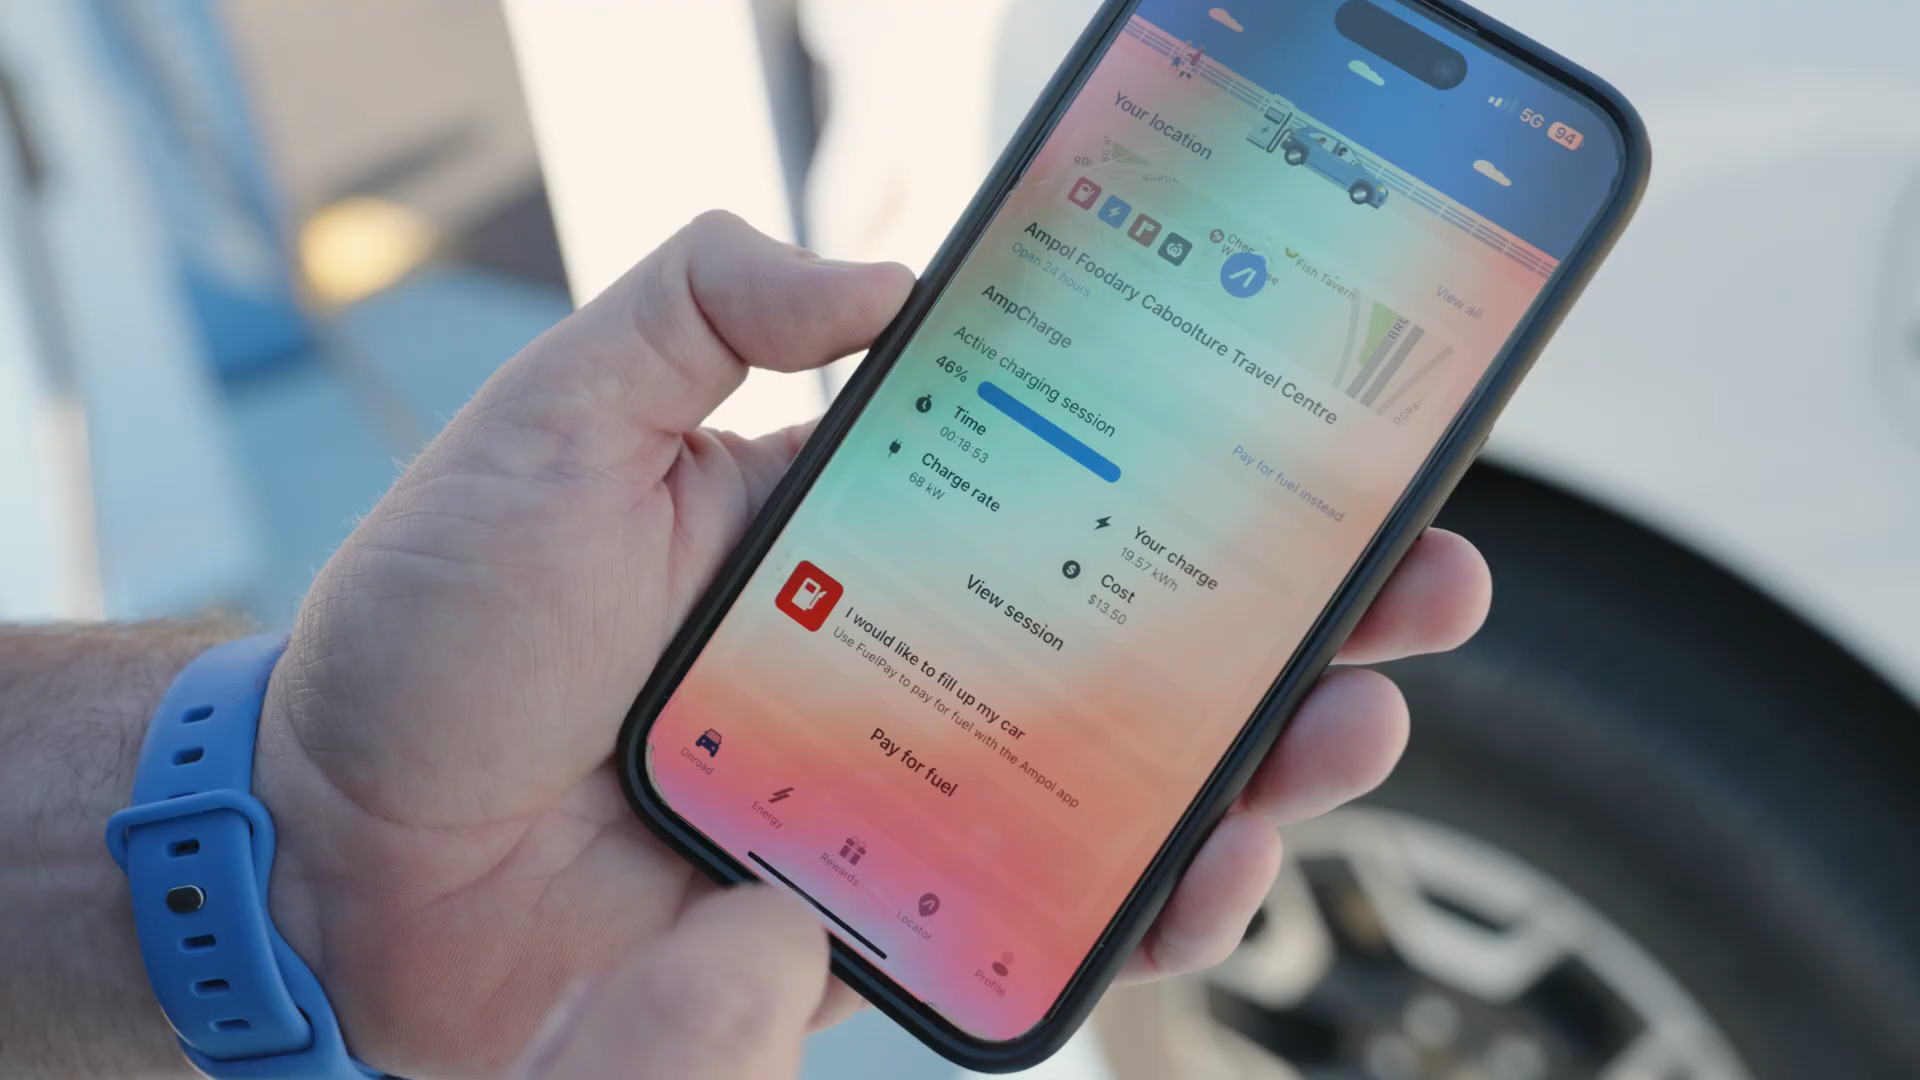 5G 94
Your location
RD
Ampol Foodary Caboolture Travel Centre
Open 24 hours
Fish Tavern
View all
AmpCharge
Active charging session
Pay for fuel instead
46%
Time
00:18:53
Charge rate
68 kW
Your charge
19.57 kWh
Cost
$13.50
View session
I would like to fill up my car
Use FuelPay to pay for fuel with the Ampol app
Pay for fuel
Onroad
Energy
Rewards
Locator
Profile